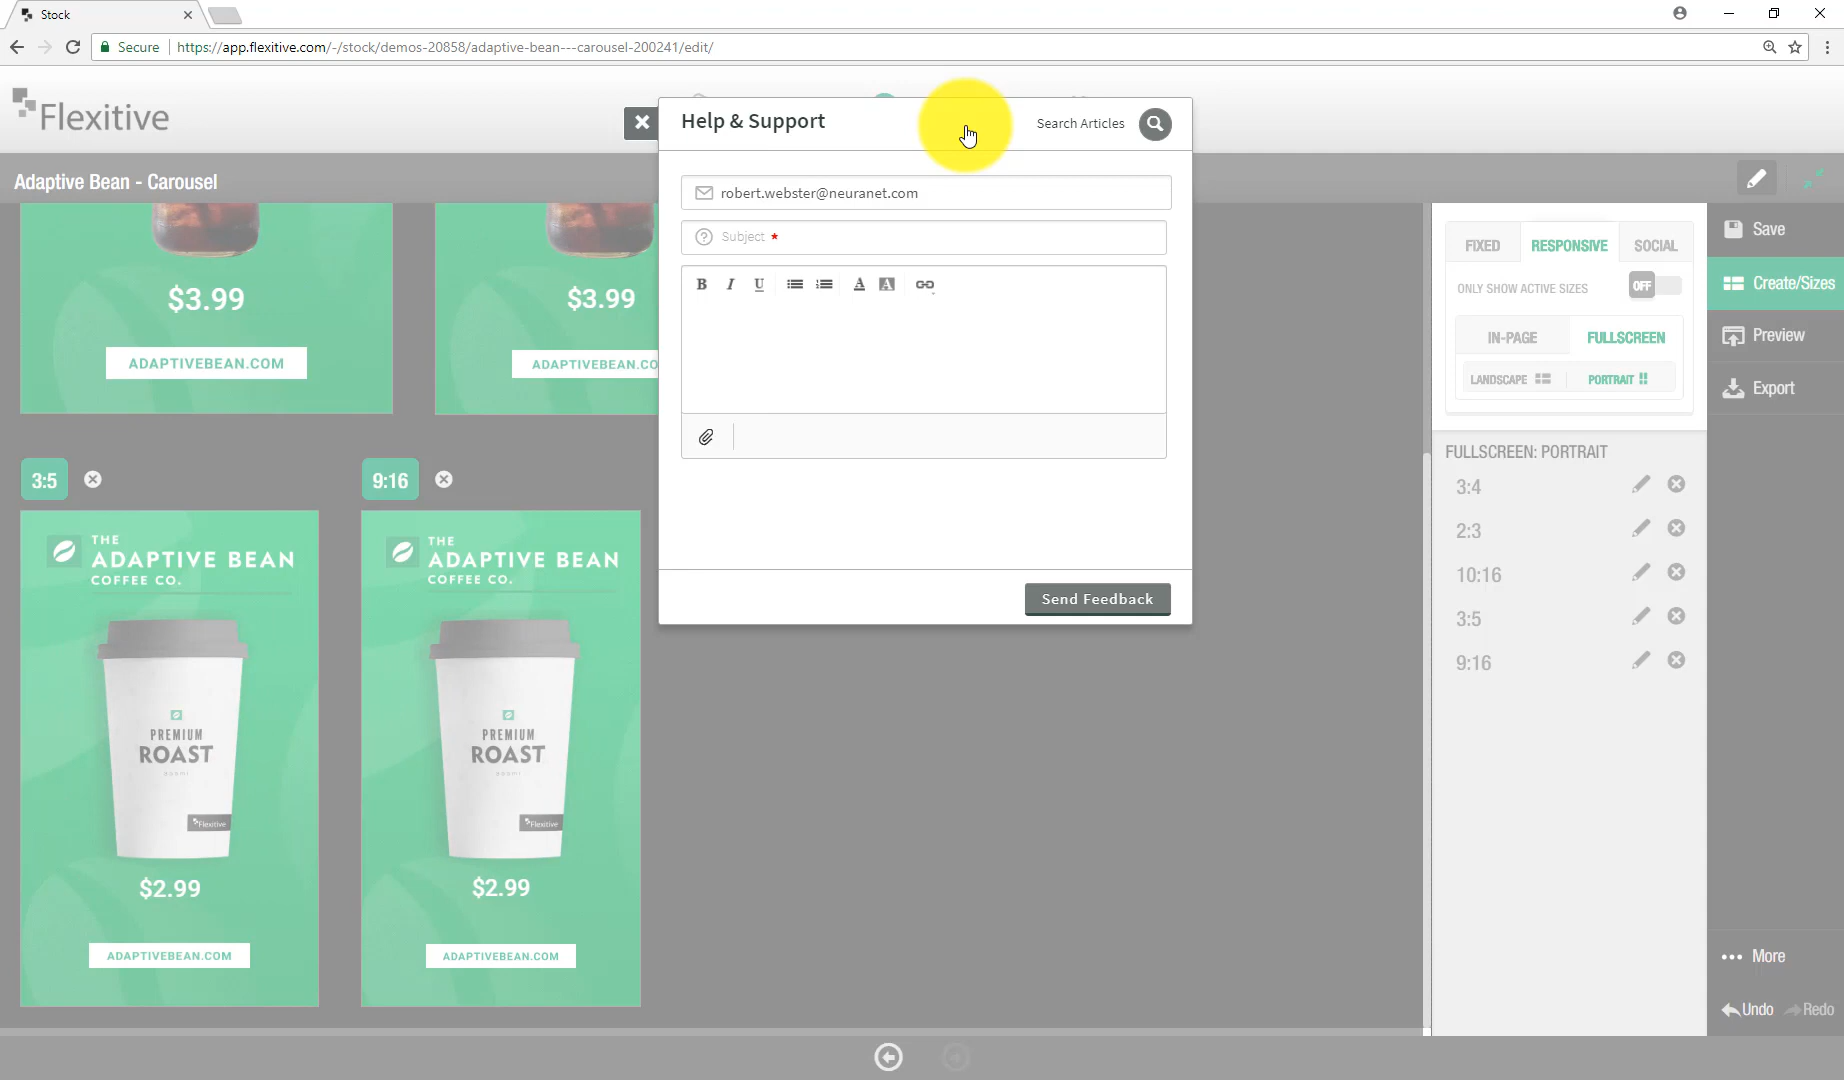 Stock
Secure
https://app.flexitive.com/-/stock/demos-20858/adaptive-bean---carousel-200241/edit/
Flexitive
Help & Support
Search Articles
Adaptive Bean - Carousel
robert.webster@neuranet.com
Subject *
B I U
A A
Send Feedback
$3.99
ADAPTIVEBEAN.COM
$3.99
ADAPTIVEBEAN.CO
3:5
9:16
THE
ADAPTIVE BEAN
COFFEE CO.
PREMIUM
ROAST
Flexitive
$2.99
ADAPTIVEBEAN.COM
THE
ADAPTIVE BEAN
COFFEE CO.
PREMIUM
ROAST
Flexitive
$2.99
ADAPTIVEBEAN.COM
FIXED
RESPONSIVE
SOCIAL
ONLY SHOW ACTIVE SIZES
OFF
IN-PAGE
FULLSCREEN
LANDSCAPE
PORTRAIT
FULLSCREEN: PORTRAIT
3:4
2:3
10:16
3:5
9:16
Save
Create/Sizes
Preview
Export
More
Undo
Redo